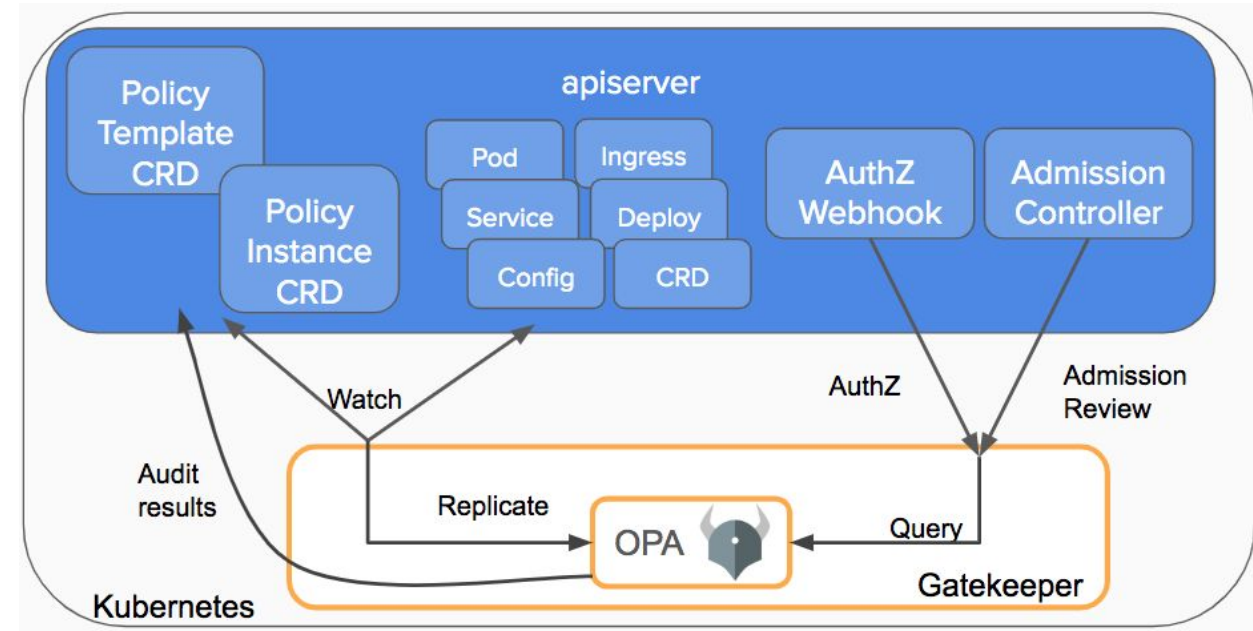 apiserver
Policy
Template
CRD
Policy
Instance
CRD
Pod
Ingress
Service
Deploy
Config
CRD
AuthZ
Webhook
Admission
Controller
Watch
AuthZ
Admission
Review
Audit
results
Replicate
OPA
Query
Gatekeeper
Kubernetes